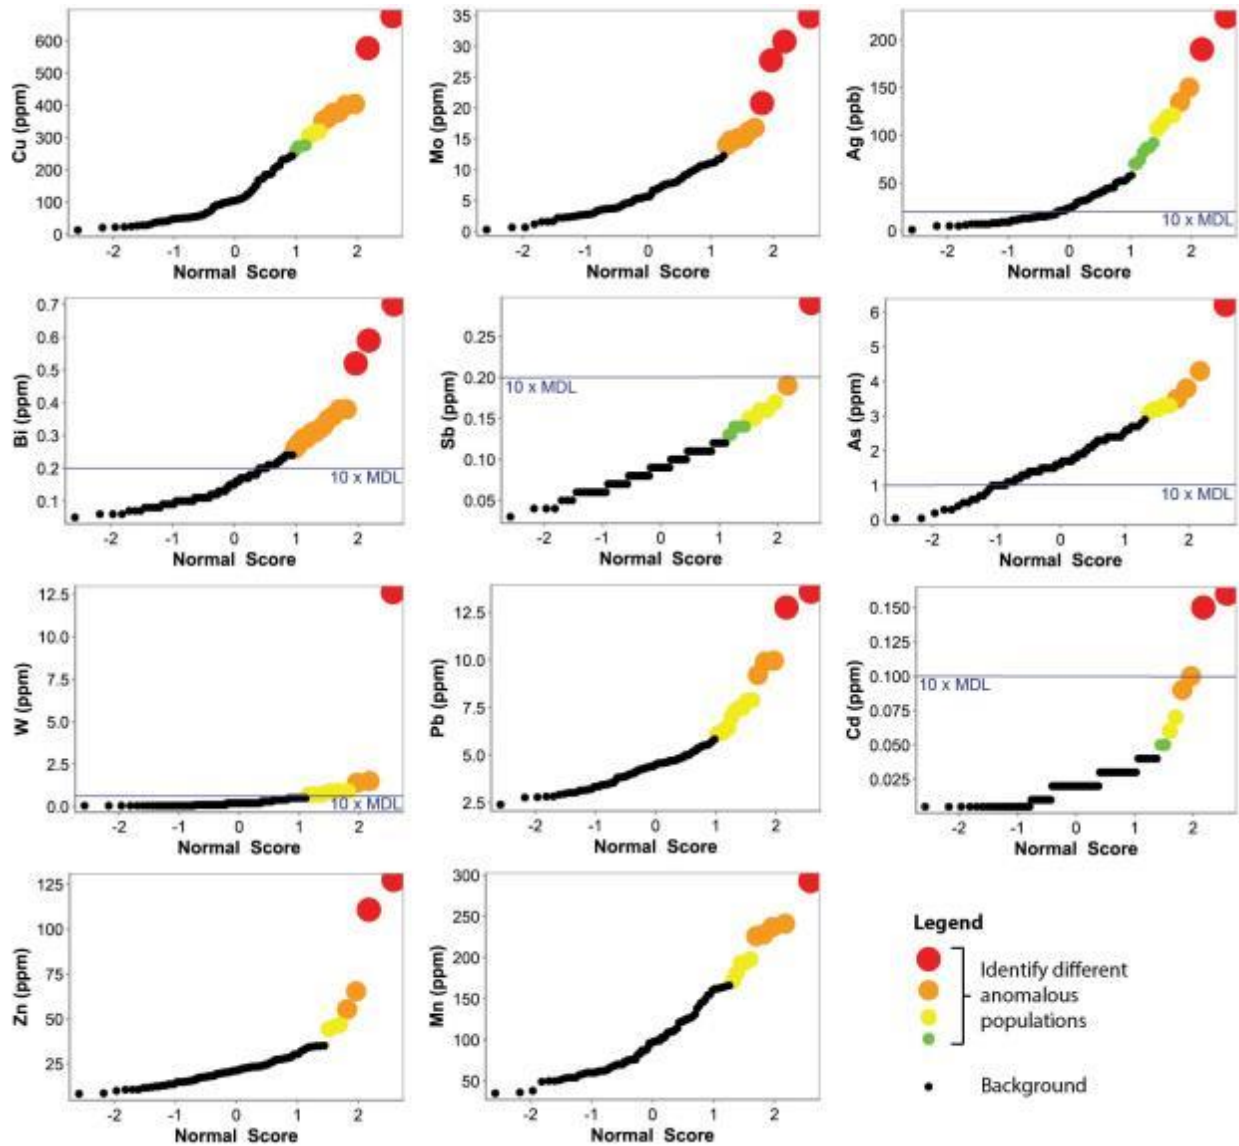 Cu (ppm)
600
500
400
300
200
100
0
-2 -1 0 1 2
Normal Score
Mo (ppm)
35
30
25
20
15
10
5
0
-2 -1 0 1 2
Normal Score
Ag (ppb)
200
150
100
50
0
10 x MDL
-2 -1 0 1 2
Normal Score
Bi (ppm)
0.7
0.6
0.5
0.4
0.3
0.2
0.1
10 x MDL
-2 -1 0 1 2
Normal Score
Sb (ppm)
0.25
0.20
0.15
0.10
0.05
10 x MDL
-2 -1 0 1 2
Normal Score
As (ppm)
6
5
4
3
2
1
0
10 x MDL
-2 -1 0 1 2
Normal Score
W (ppm)
12.5
10.0
7.5
5.0
2.5
0.0
10 x MDL
-2 -1 0 1 2
Normal Score
Pb (ppm)
12.5
10.0
7.5
5.0
2.5
-2 -1 0 1 2
Normal Score
Cd (ppm)
0.150
0.125
0.100
0.075
0.050
0.025
10 x MDL
-2 -1 0 1 2
Normal Score
Zn (ppm)
125
100
75
50
25
-2 -1 0 1 2
Normal Score
Mn (ppm)
300
250
200
150
100
50
-2 -1 0 1 2
Normal Score
Legend
Identify different
anomalous
populations
Background